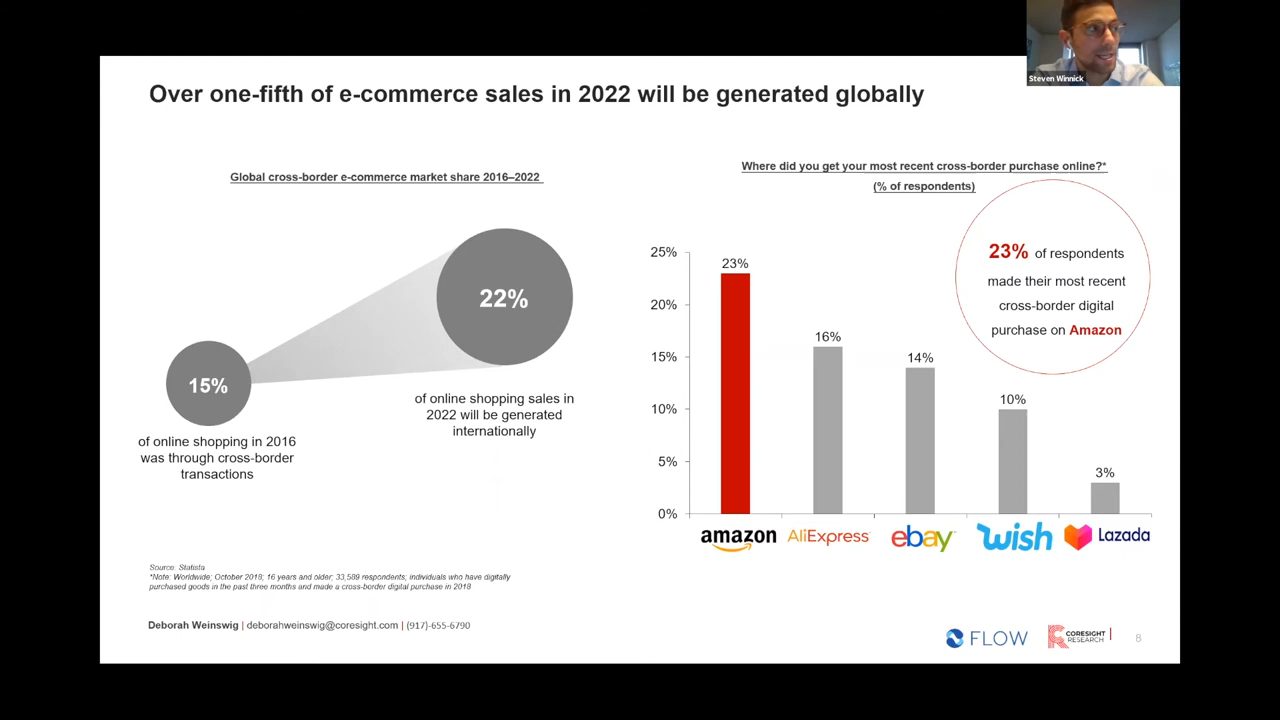 Steven Winnick
Over one-fifth of e-commerce sales in 2022 will be generated globally
Global cross-border e-commerce market share 2016–2022
22%
15%
of online shopping sales in
2022 will be generated
internationally
of online shopping in 2016
was through cross-border
transactions
Where did you get your most recent cross-border purchase online?*
(% of respondents)
23% of respondents
made their most recent
cross-border digital
purchase on Amazon
25%
20%
15%
10%
5%
0%
23%
16%
14%
10%
3%
amazon
AliExpress
ebay
wish
Lazada
Source: Statista
*Note: Worldwide; October 2018; 16 years and older; 33,589 respondents; individuals who have digitally
purchased goods in the past three months and made a cross-border digital purchase in 2018
Deborah Weinswig | deborahweinswig@coresight.com | (917)-655-6790
FLOW
CORESIGHT
RESEARCH
8